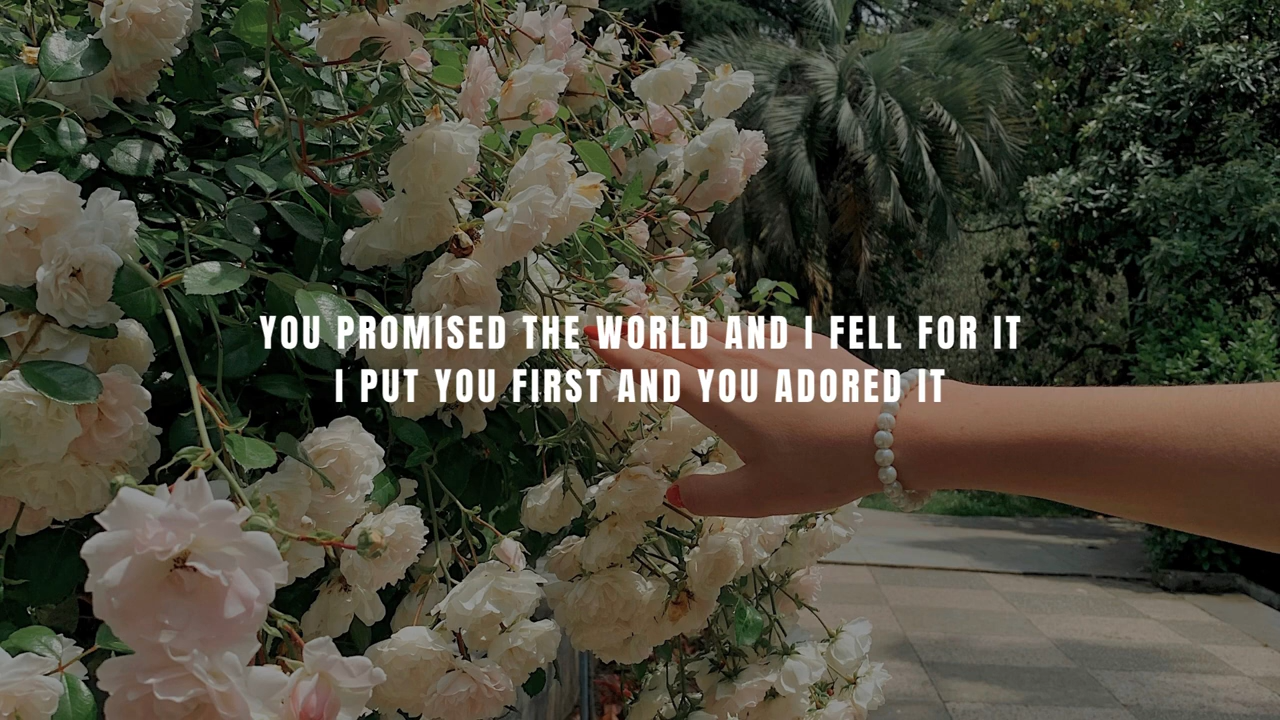 YOU PROMISED THE WORLD AND I FELL FOR IT
I PUT YOU FIRST AND YOU ADORED IT